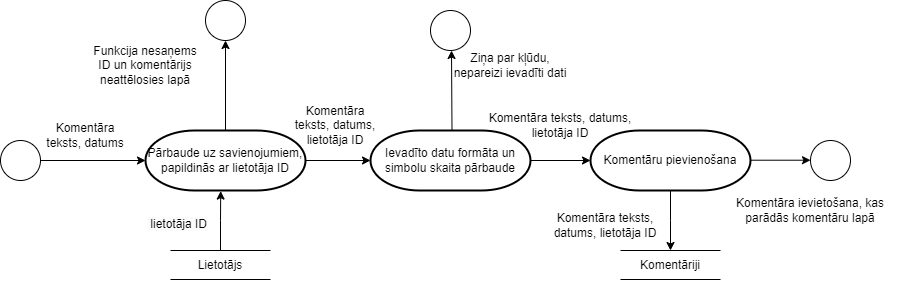 Funkcija nesaņems
ID un komentārijs
neattēlosies lapā
Ziņa par kļūdu,
nepareizi ievadīti dati
Komentāra
teksts, datums
Komentāra
teksts, datums,
lietotāja ID
Komentāra teksts, datums,
lietotāja ID
Pārbaude uz savienojumiem,
papildinās ar lietotāja ID
Ievadīto datu formāta un
simbolu skaita pārbaude
Komentāru pievienošana
lietotāja ID
Komentāra teksts,
datums, lietotāja ID
Komentāra ievietošana, kas
parādās komentāru lapā
Lietotājs
Komentāriji